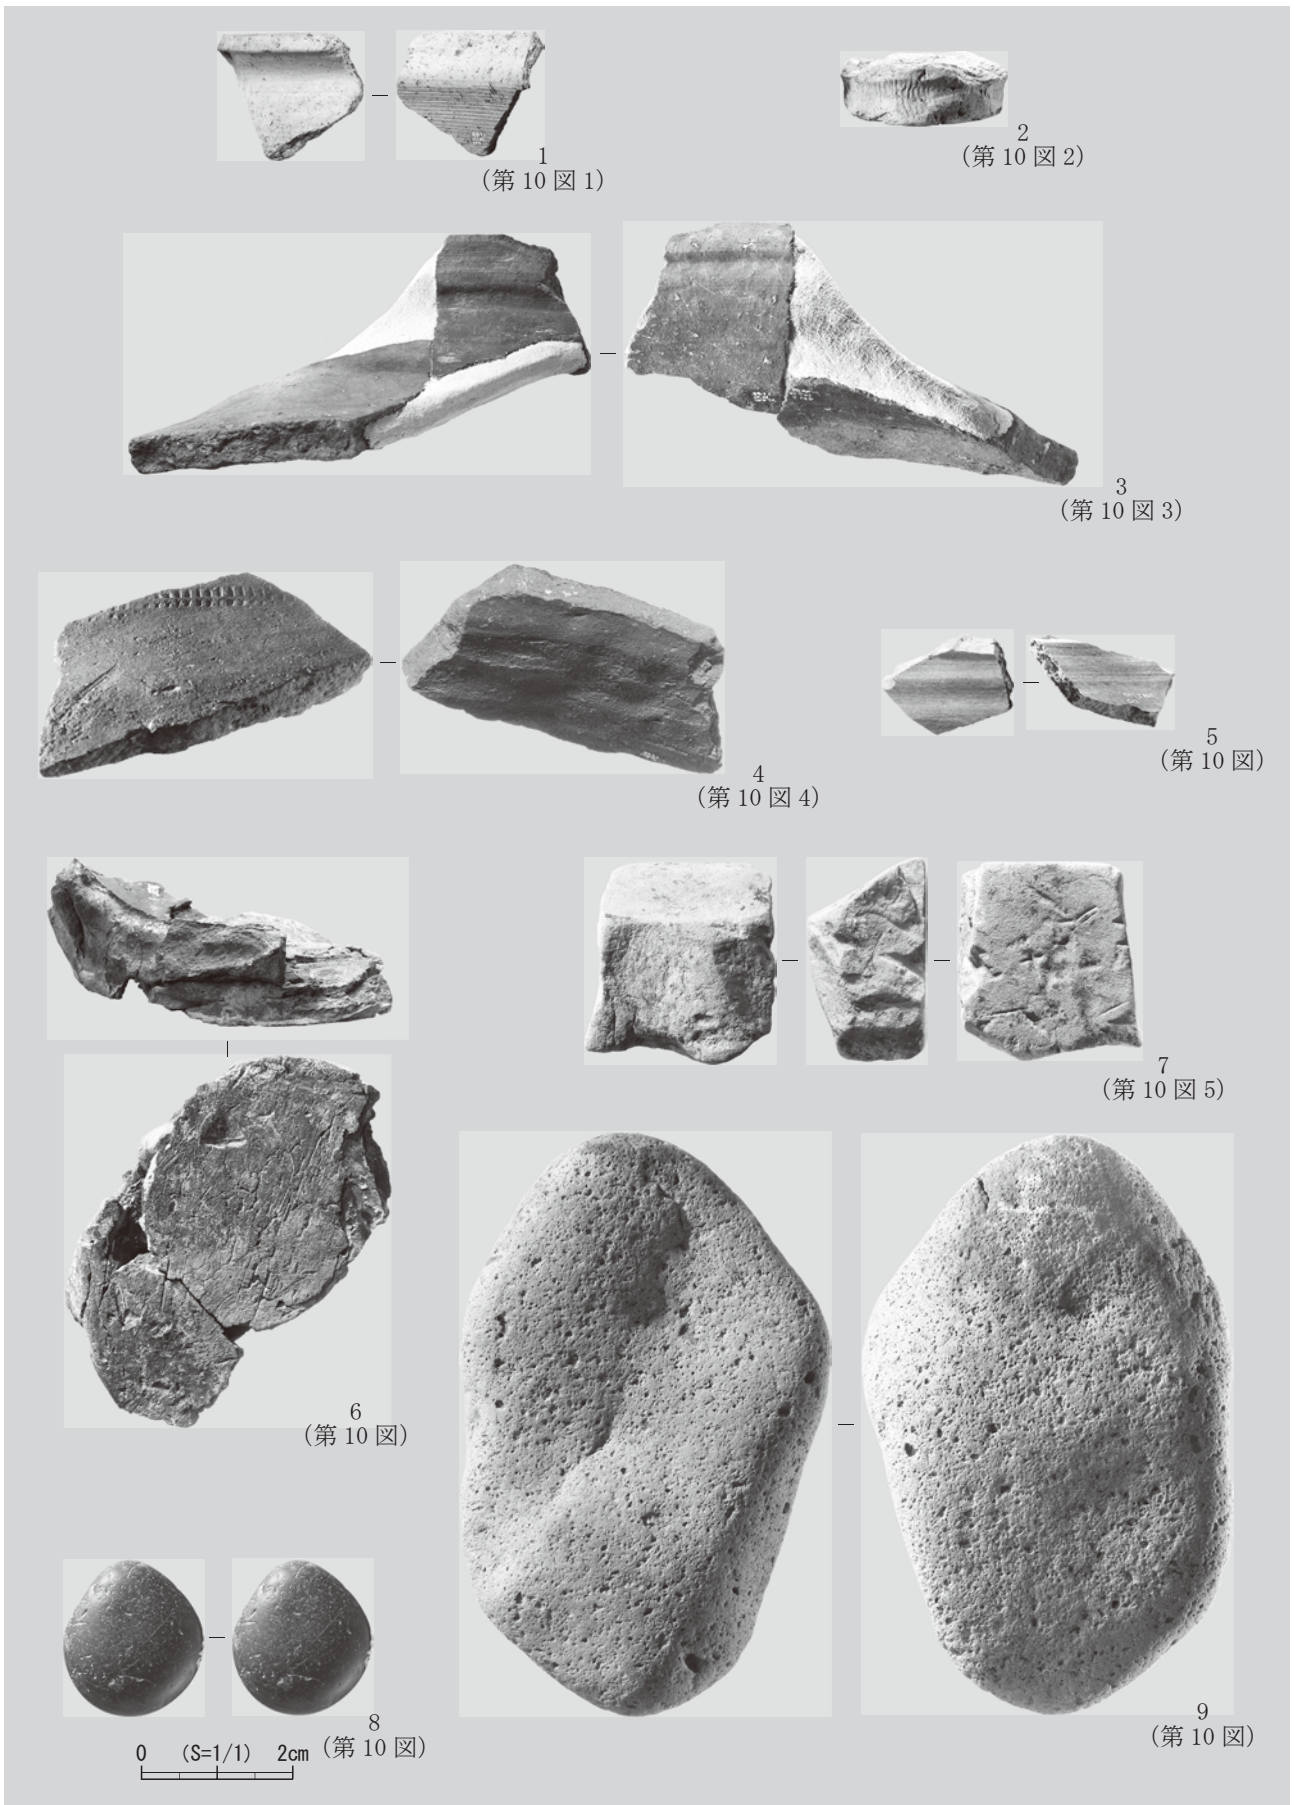 1
（第 10 図 1）
2
（第 10 図 2）
3
（第 10 図 3）
4
（第 10 図 4）
5
（第 10 図）
6
（第 10 図）
7
（第 10 図 5）
8
（第 10 図）
9
（第 10 図）
0 （S=1/1） 2cm